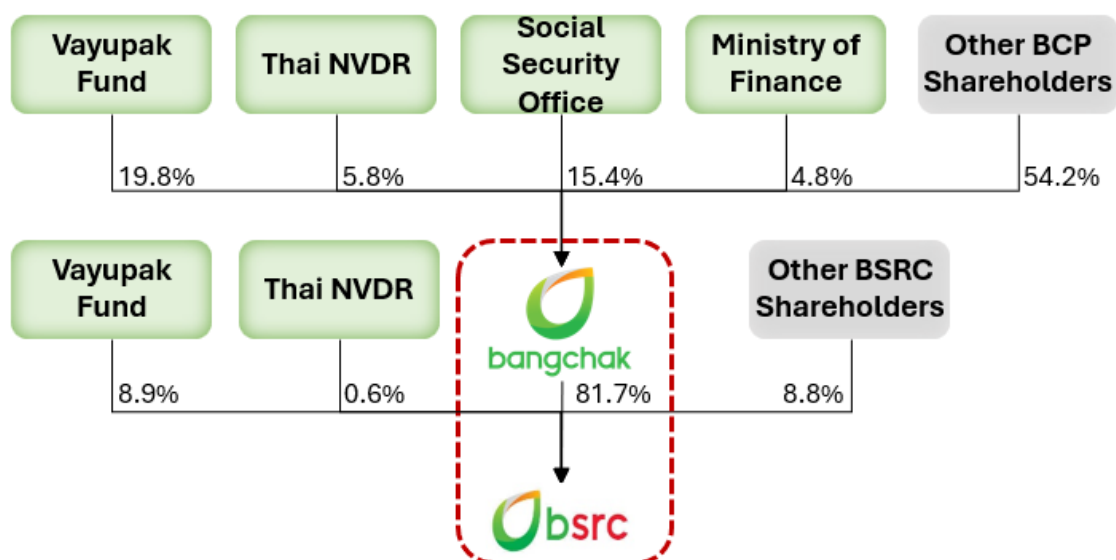 Vayupak
Fund
Thai NVDR
Social
Security
Office
Ministry of
Finance
Other BCP
Shareholders
19.8%
5.8%
15.4%
4.8%
54.2%
Vayupak
Fund
Thai NVDR
bangchak
Other BSRC
Shareholders
8.9%
0.6%
81.7%
8.8%
bsrc